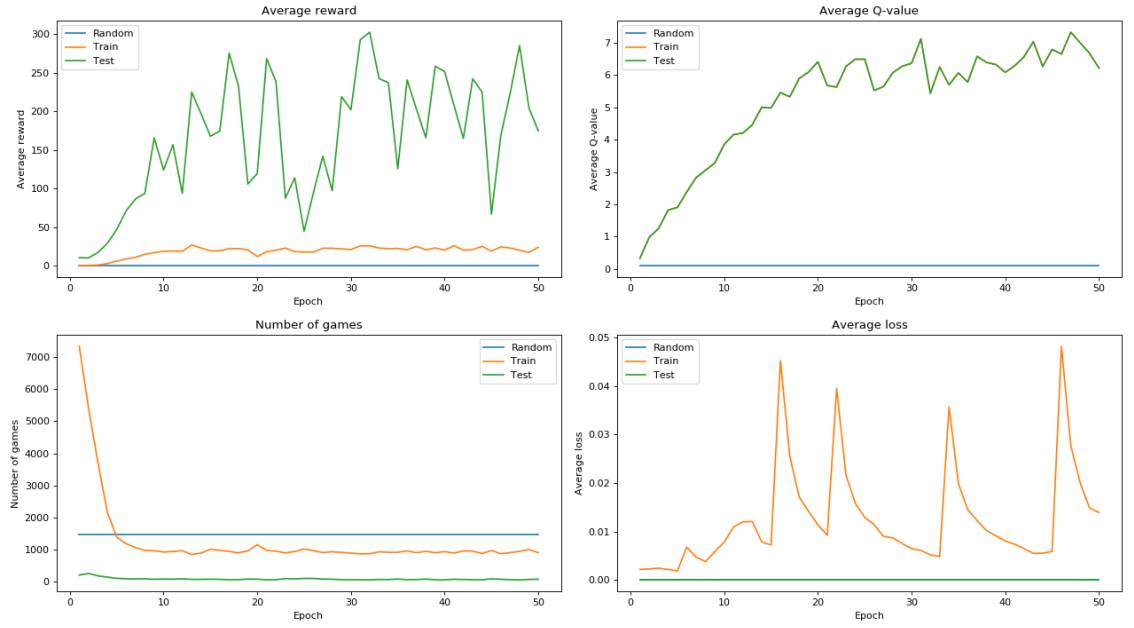 Average reward
Random
Train
Test
300
250
200
150
100
50
0
Average reward
0
10
20
30
40
50
Epoch
Average Q-value
Random
Train
Test
7
6
5
4
3
2
1
0
Average Q-value
0
10
20
30
40
50
Epoch
Number of games
Random
Train
Test
7000
6000
5000
4000
3000
2000
1000
0
Number of games
0
10
20
30
40
50
Epoch
Average loss
Random
Train
Test
0.05
0.04
0.03
0.02
0.01
0.00
Average loss
0
10
20
30
40
50
Epoch